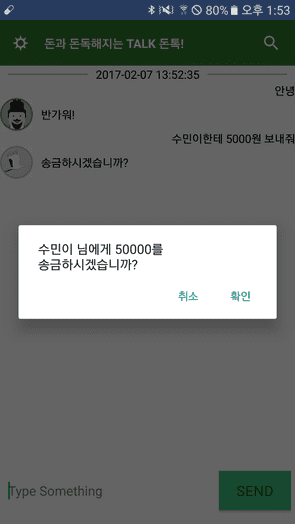 80% 오후 1:53
돈과 돈독해지는 TALK 돈톡!
2017-02-07 13:52:35
안녕
반가워!
수민이한테 5000원 보내줘
송금하시겠습니까?
수민이 님에게 50000를
송금하시겠습니까?
취소
확인
Type Something
SEND